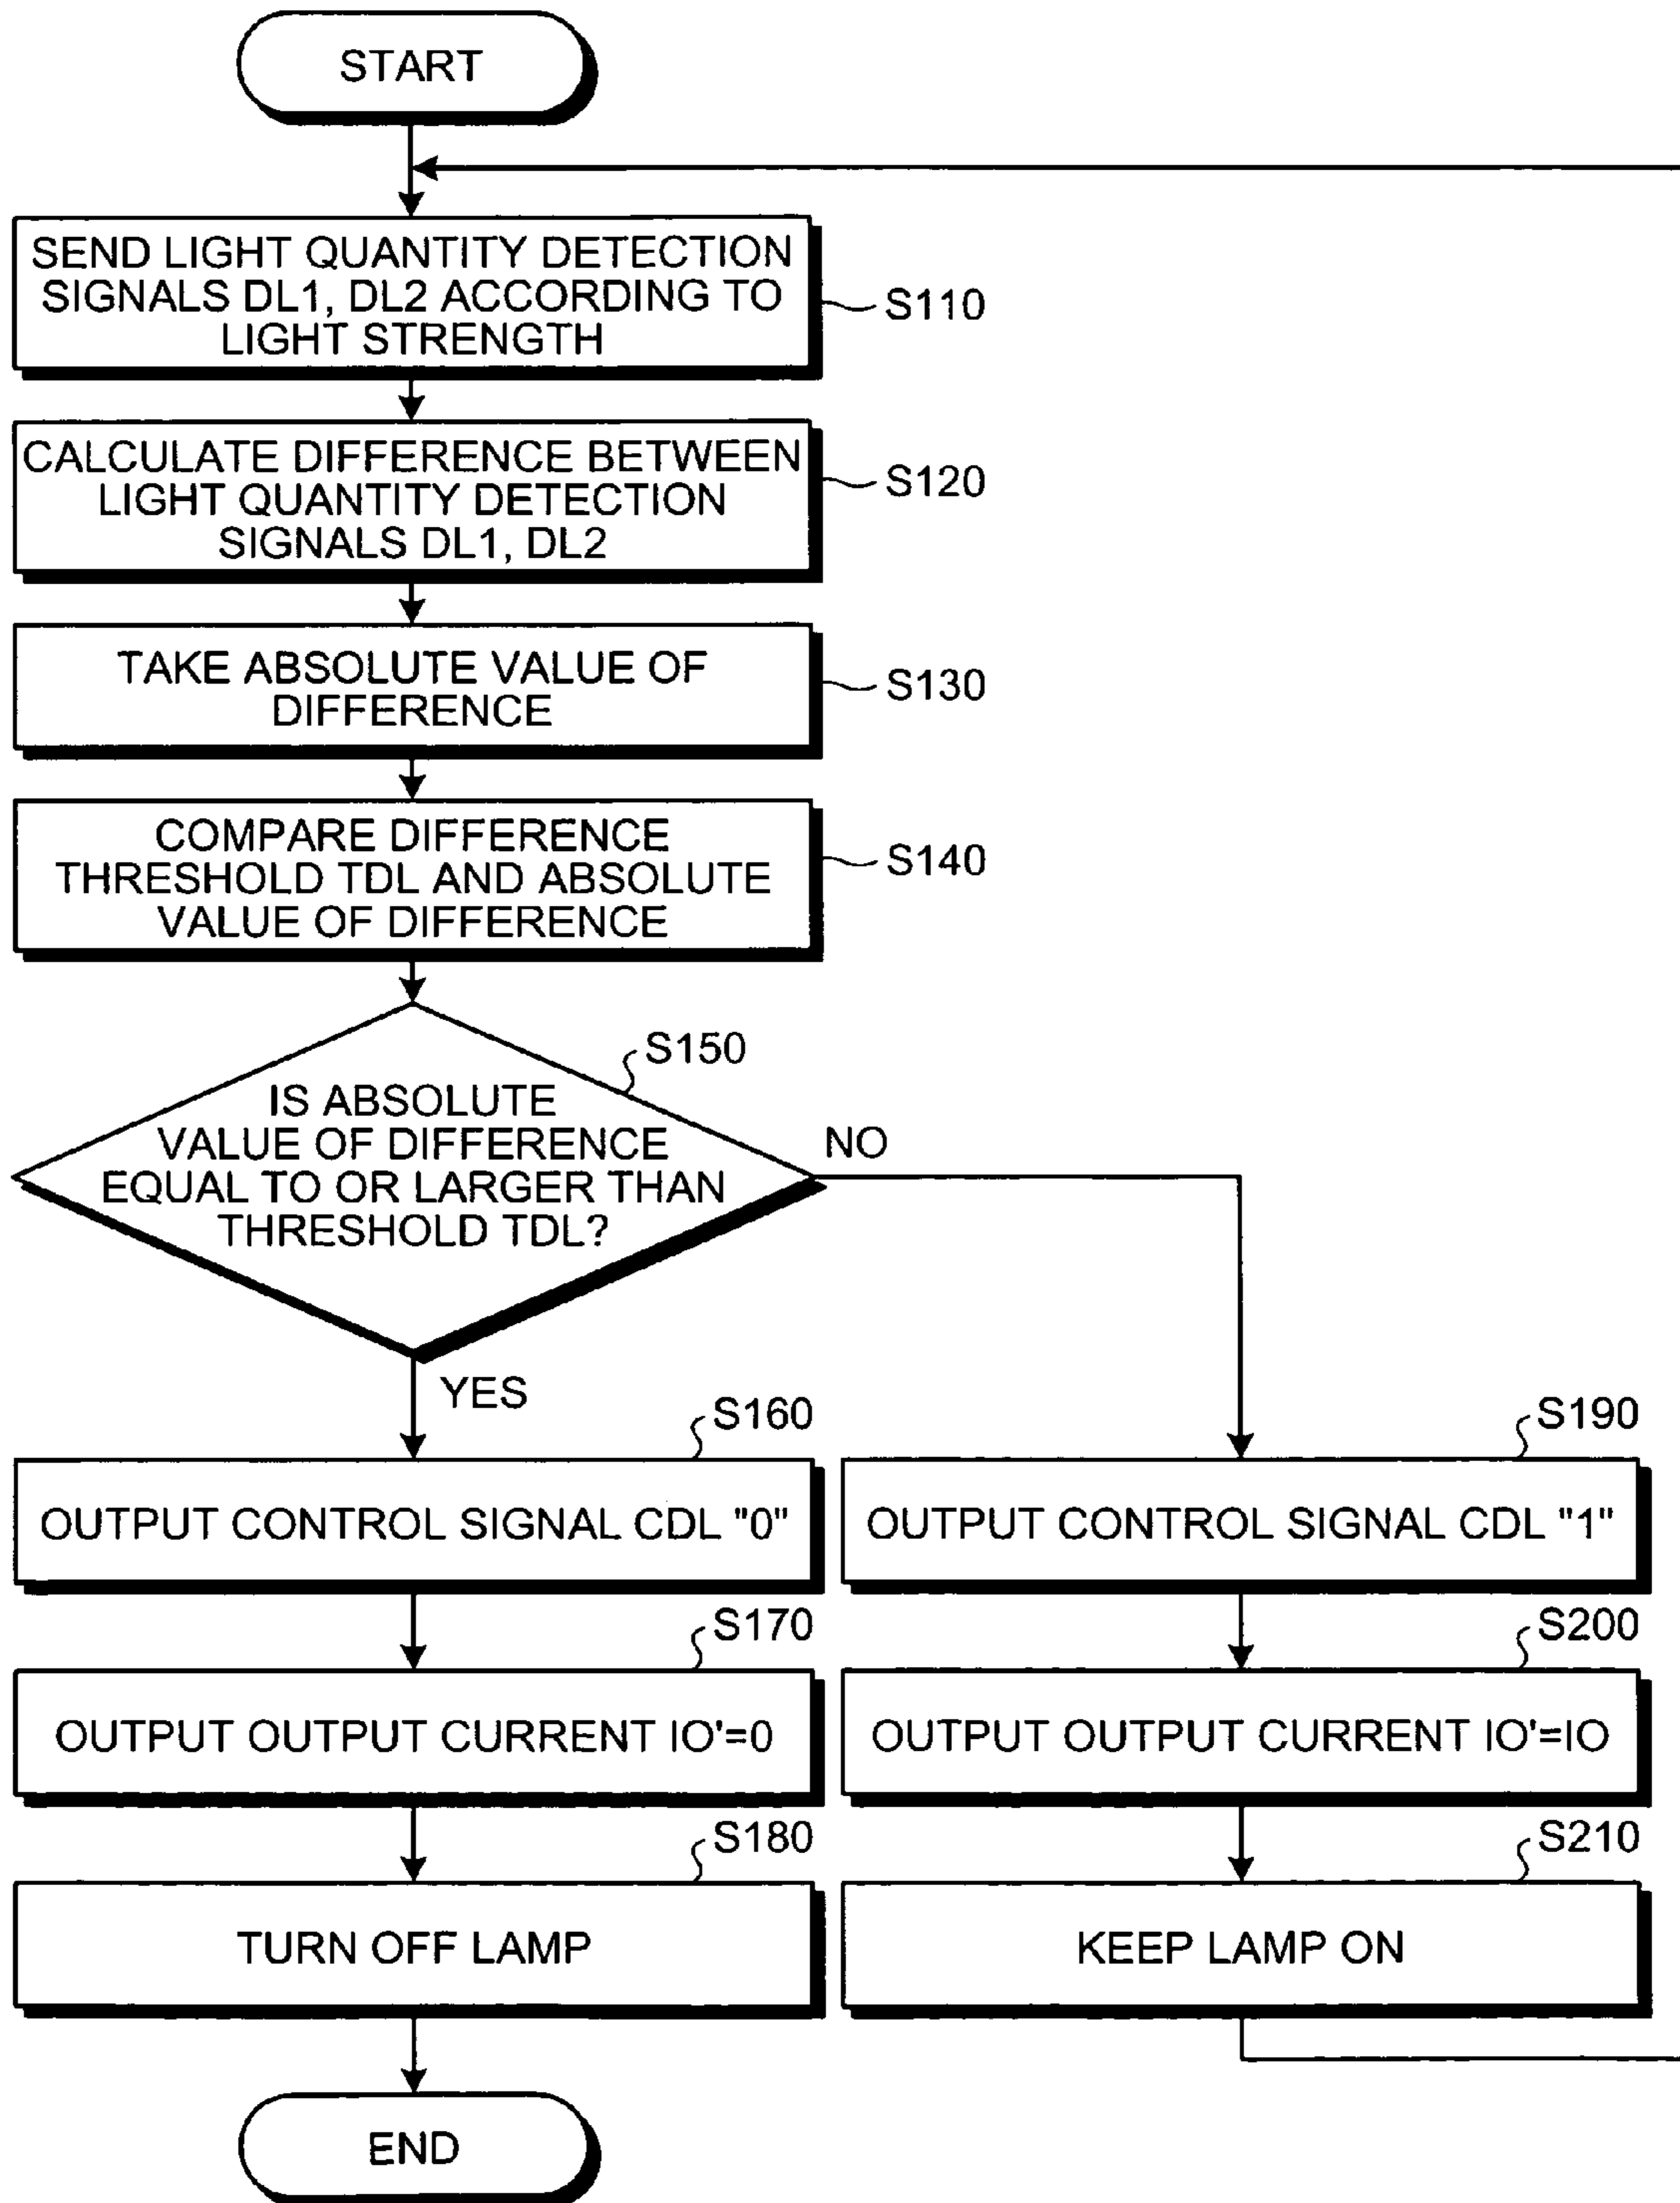 START
SEND LIGHT QUANTITY DETECTION
SIGNALS DL1, DL2 ACCORDING TO
LIGHT STRENGTH
S110
CALCULATE DIFFERENCE BETWEEN
LIGHT QUANTITY DETECTION
SIGNALS DL1, DL2
S120
TAKE ABSOLUTE VALUE OF
DIFFERENCE
S130
COMPARE DIFFERENCE
THRESHOLD TDL AND ABSOLUTE
VALUE OF DIFFERENCE
S140
S150
IS ABSOLUTE
VALUE OF DIFFERENCE
EQUAL TO OR LARGER THAN
THRESHOLD TDL?
NO
YES
S160
OUTPUT CONTROL SIGNAL CDL "0"
S190
OUTPUT CONTROL SIGNAL CDL "1"
S170
OUTPUT OUTPUT CURRENT IO'=0
S200
OUTPUT OUTPUT CURRENT IO'=IO
S180
TURN OFF LAMP
S210
KEEP LAMP ON
END